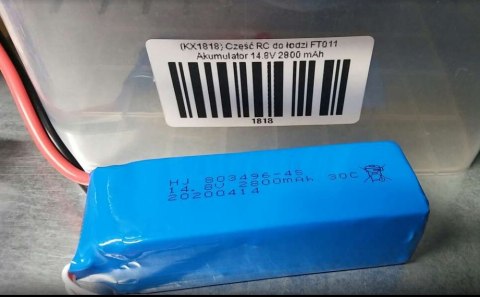 (KX1818) Część RC do łodzi FT011
Akumulator 14,8V 2800 mAh
1818
HJ 803496-4S
14.8V 2800mAh 30C
20200414